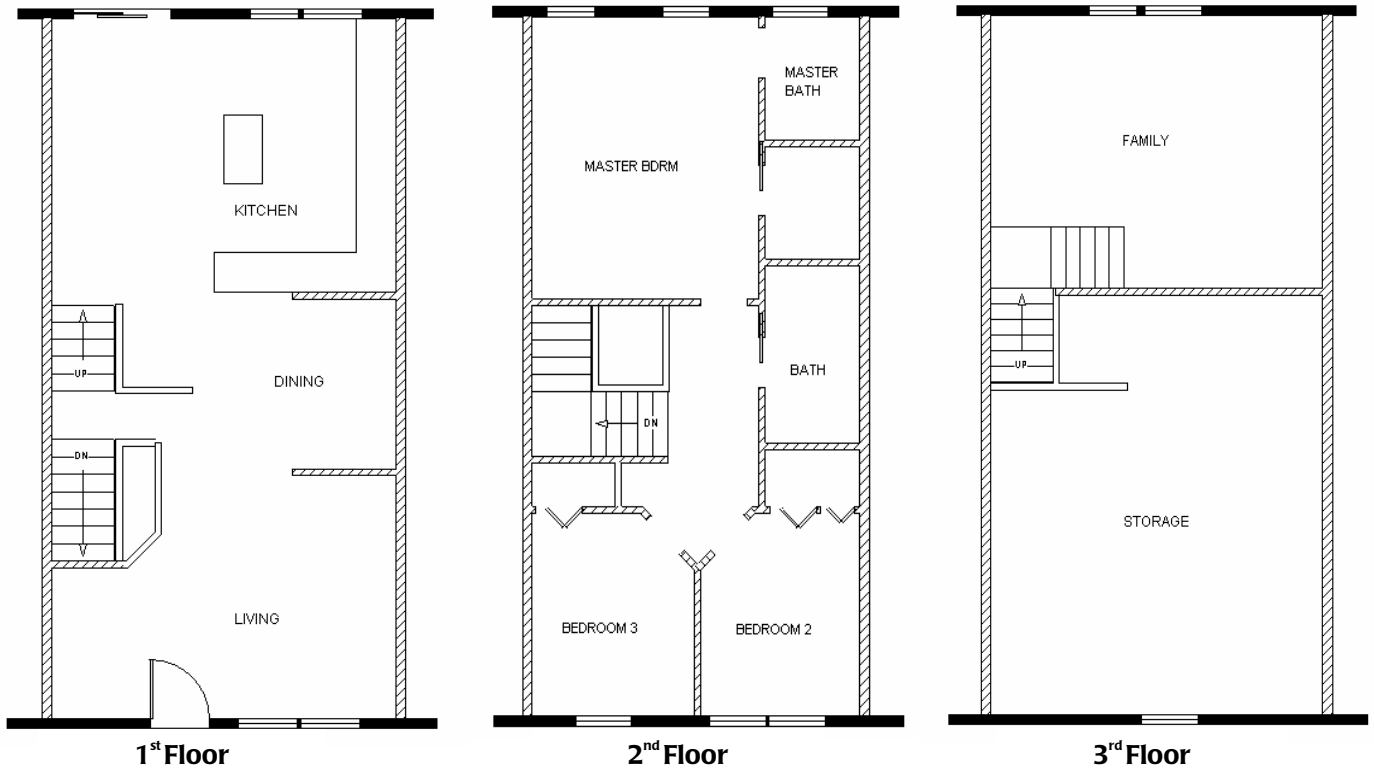 KITCHEN
UP
DINING
DN
LIVING
1st Floor
MASTER
BATH
MASTER BDRM
BATH
DN
BEDROOM 3
BEDROOM 2
2nd Floor
FAMILY
UP
STORAGE
3rd Floor